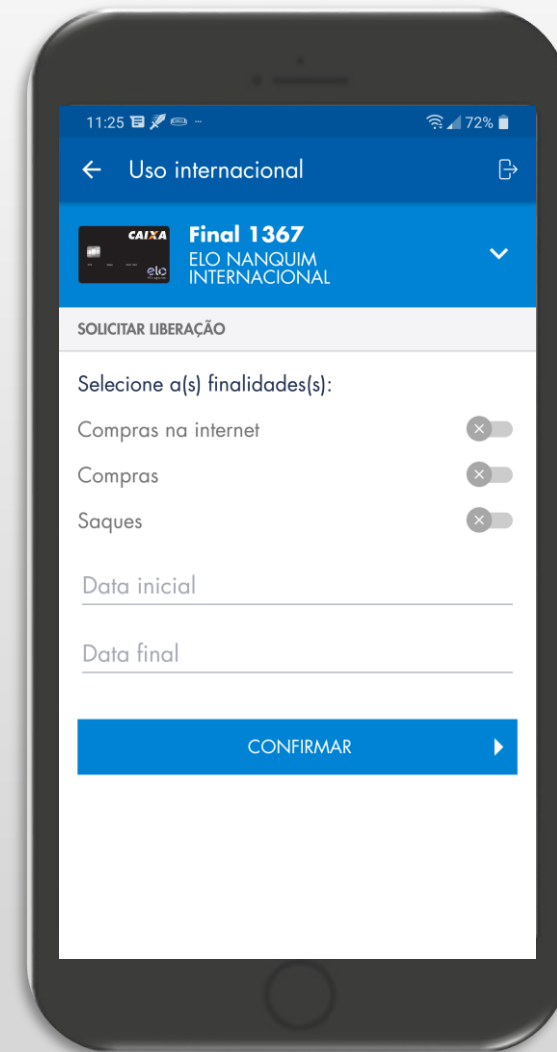 11:25
72%
Uso internacional
CAIXA
elo
Final 1367
ELO NANQUIM
INTERNACIONAL
SOLICITAR LIBERAÇÃO
Selecione a(s) finalidades(s):
Compras na internet
Compras
Saques
Data inicial
Data final
CONFIRMAR